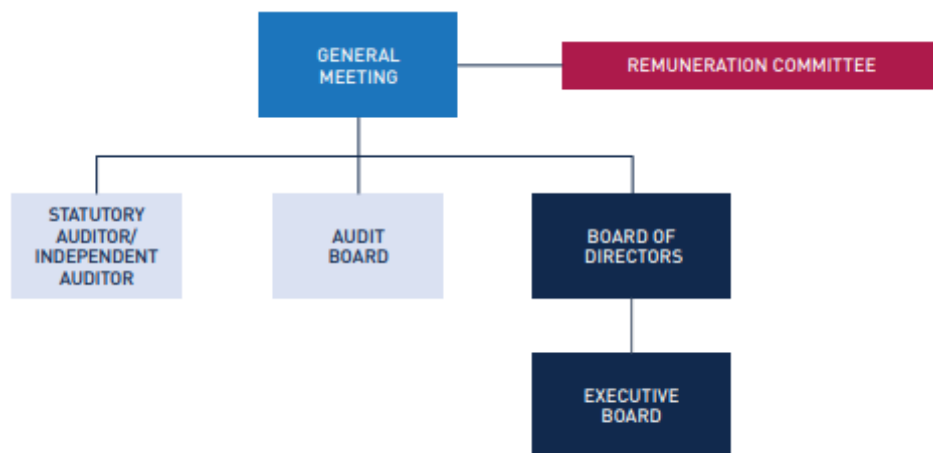 GENERAL
MEETING
REMUNERATION COMMITTEE
STATUTORY
AUDITOR/
INDEPENDENT
AUDITOR
AUDIT
BOARD
BOARD OF
DIRECTORS
EXECUTIVE
BOARD